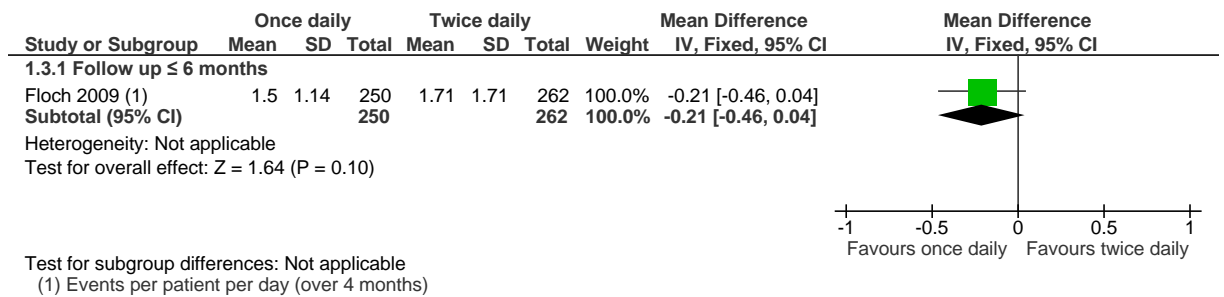 Once daily Twice daily Mean Difference Mean Difference
Study or Subgroup Mean SD Total Mean SD Total Weight IV, Fixed, 95% CI IV, Fixed, 95% CI
1.3.1 Follow up ≤ 6 months
Floch 2009 (1) 1.5 1.14 250 1.71 1.71 262 100.0% -0.21 [-0.46, 0.04]
Subtotal (95% CI) 250 262 100.0% -0.21 [-0.46, 0.04]
Heterogeneity: Not applicable
Test for overall effect: Z = 1.64 (P = 0.10)
-1 -0.5 0 0.5 1
Favours once daily Favours twice daily
Test for subgroup differences: Not applicable
(1) Events per patient per day (over 4 months)